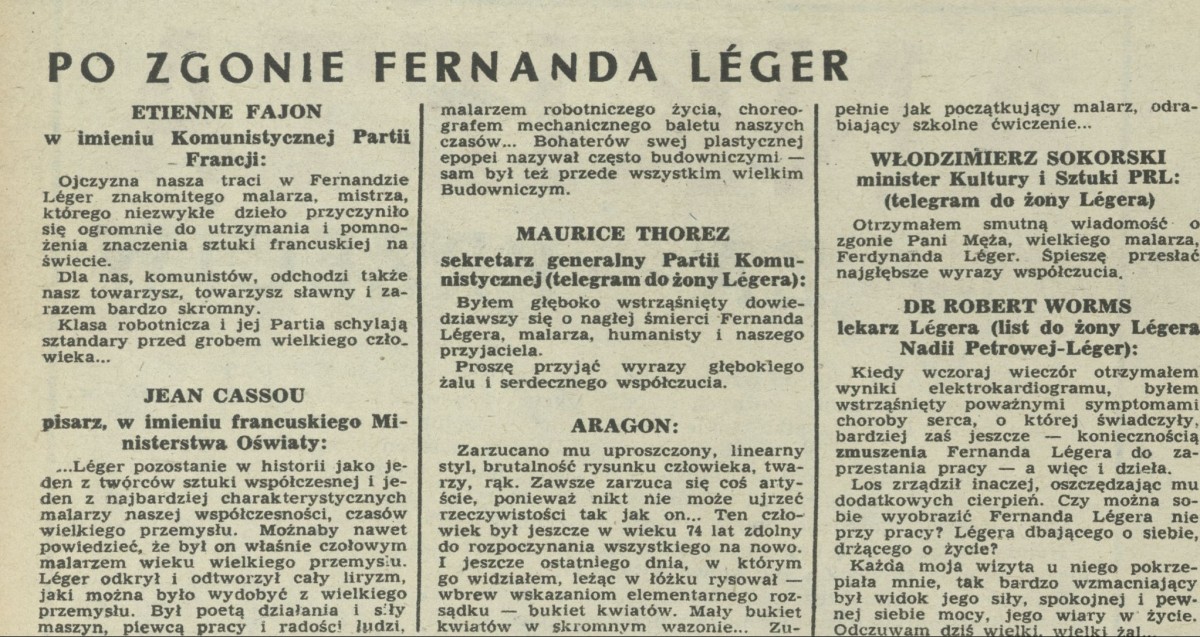 PO ZGONIE FERNANDA LÉGER
ETIENNE FAJON
w imieniu Komunistycznej Partii
Francji:
Ojczyzna nasza traci w Fernandzie
Léger znakomitego malarza, mistrza,
którego niezwykłe dzieło przyczyniło
się ogromnie do utrzymania i pomno-
żenia znaczenia sztuki francuskiej na
świecie.
Dla nas, komunistów, odchodzi także
nasz towarzysz, towarzysz sławny i za-
razem bardzo skromny.
Klasa robotnicza i jej Partia schylają
sztandary przed grobem wielkiego czło-
wieka...
JEAN CASSOU
pisarz, w imieniu francuskiego Mi-
nisterstwa Oświaty:
...Léger pozostanie w historii jako je-
den z twórców sztuki współczesnej i je-
den z najbardziej charakterystycznych
malarzy naszej współczesności, czasów
wielkiego przemysłu. Możnaby nawet
powiedzieć, że był on właśnie czołowym
malarzem wieku wielkiego przemysłu.
Léger odkrył i odtworzył cały liryzm,
jaki można było wydobyć z wielkiego
przemysłu. Był poetą działania i siły
maszyn, piewcą pracy i radości ludzi,
malarzem robotniczego życia, choreo-
grafem mechanicznego baletu naszych
czasów... Bohaterów swej plastycznej
epopei nazywał często budowniczymi —
sam był też przede wszystkim wielkim
Budowniczym.
MAURICE THOREZ
sekretarz generalny Partii Komu-
nistycznej (telegram do żony Légera):
Byłem głęboko wstrząśnięty dowie-
dziawszy się o nagłej śmierci Fernanda
Légera, malarza, humanisty i naszego
przyjaciela.
Proszę przyjąć wyrazy głębokiego
żalu i serdecznego współczucia.
ARAGON:
Zarzucano mu uproszczony, linearny
styl, brutalność rysunku człowieka, twa-
rzy, rąk. Zawsze zarzuca się coś arty-
ście, ponieważ nikt nie może ujrzeć
rzeczywistości tak jak on... Ten czło-
wiek był jeszcze w wieku 74 lat zdolny
do rozpoczynania wszystkiego na nowo.
I jeszcze ostatniego dnia, w którym
go widziałem, leżąc w łóżku rysował —
wbrew wskazaniom elementarnego roz-
sądku — bukiet kwiatów. Mały bukiet
kwiatów w skromnym wazonie... Zu-
pełnie jak początkujący malarz, odra-
biający szkolne ćwiczenie...
WŁODZIMIERZ SOKORSKI
minister Kultury i Sztuki PRL:
(telegram do żony Légera)
Otrzymałem smutną wiadomość o
zgonie Pani Męża, wielkiego malarza,
Ferdynanda Léger. Śpieszę przesłać
najgłębsze wyrazy współczucia.
DR ROBERT WORMS
lekarz Légera (list do żony Légera
Nadii Petrowej-Léger):
Kiedy wczoraj wieczór otrzymałem
wyniki elektrokardiogramu, byłem
wstrząśnięty poważnymi symptomami
choroby serca, o której świadczyły,
bardziej zaś jeszcze — koniecznością
zmuszenia Fernanda Légera do za-
przestania pracy — a więc i dzieła.
Los zrządził inaczej, oszczędzając mu
dodatkowych cierpień. Czy można so-
bie wyobrazić Fernanda Légera nie
przy pracy? Légera dbającego o siebie,
drżącego o życie?
Każda moja wizyta u niego pokrze-
piała mnie, tak bardzo wzmacniający
był widok jego siły, spokojnej i pew-
nej siebie mocy, jego wiary w życie.
Odczuwam dziś wielki, wielki żal...